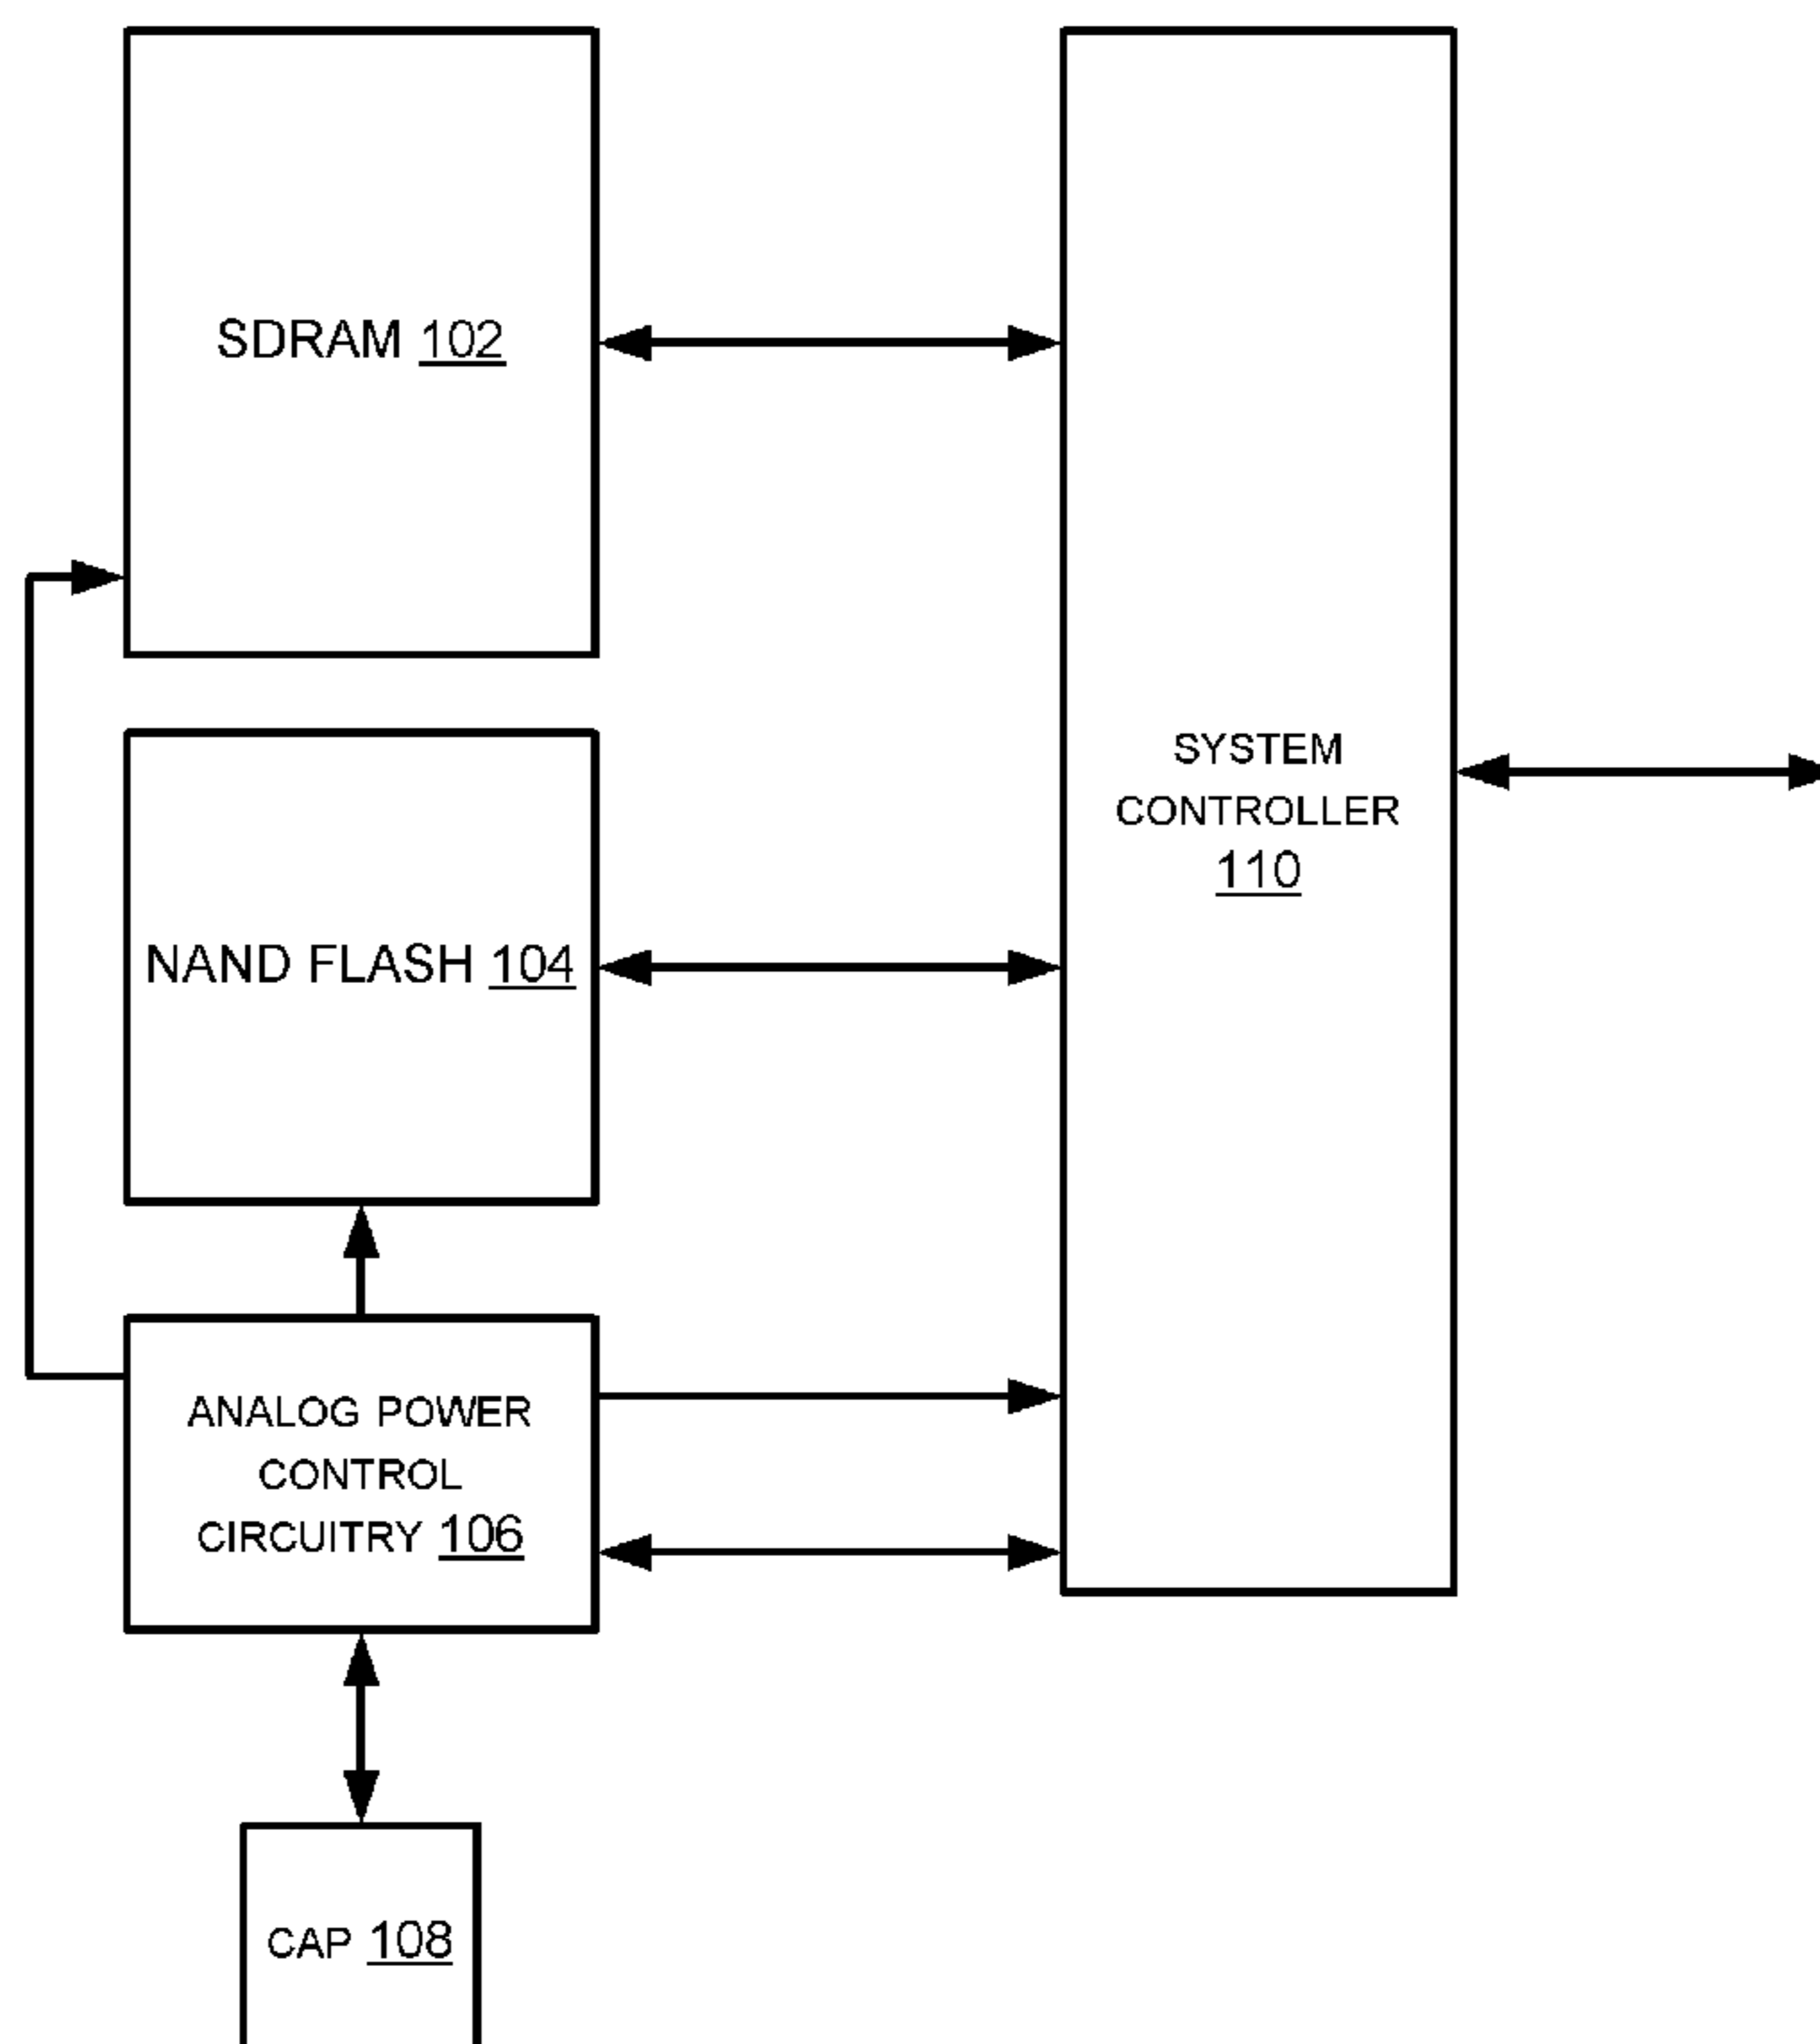 SDRAM 102
SYSTEM
CONTROLLER
110
NAND FLASH 104
ANALOG POWER
CONTROL
CIRCUITRY 106
CAP 108